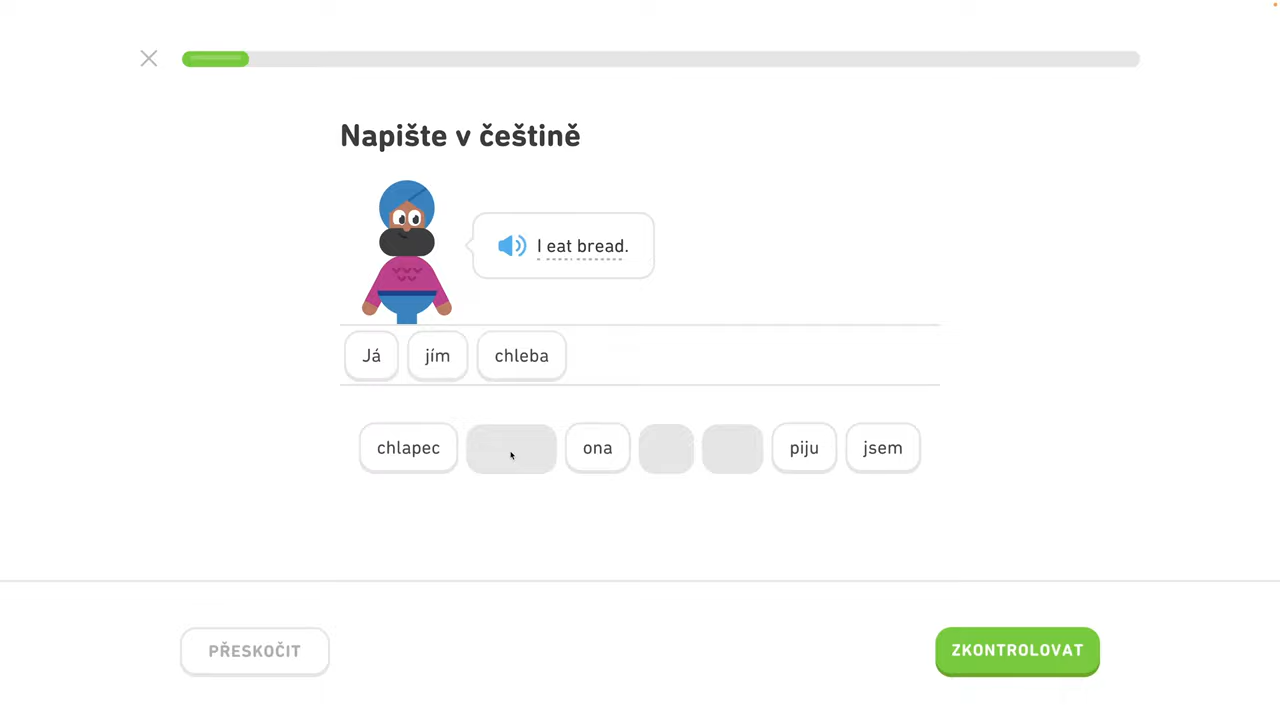 Napište v češtině
I eat bread.
Já jím chleba
chlapec ona piju jsem
PŘESKOČIT ZKONTROLOVAT